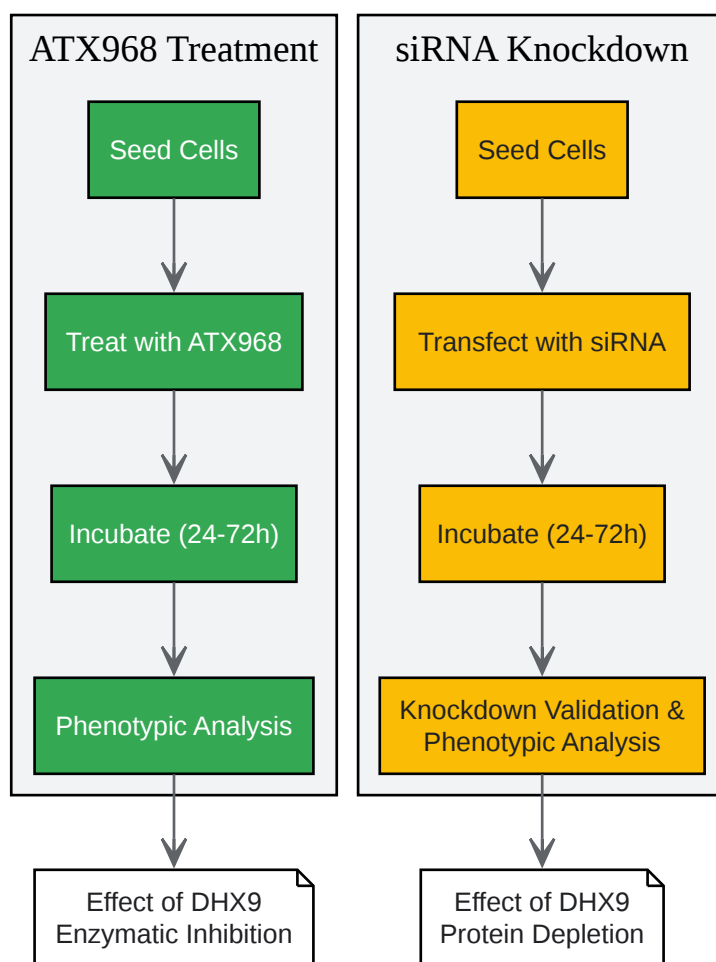 ATX968 Treatment
Seed Cells
Treat with ATX968
Incubate (24-72h)
Phenotypic Analysis
Effect of DHX9
Enzymatic Inhibition
siRNA Knockdown
Seed Cells
Transfect with siRNA
Incubate (24-72h)
Knockdown Validation &
Phenotypic Analysis
Effect of DHX9
Protein Depletion